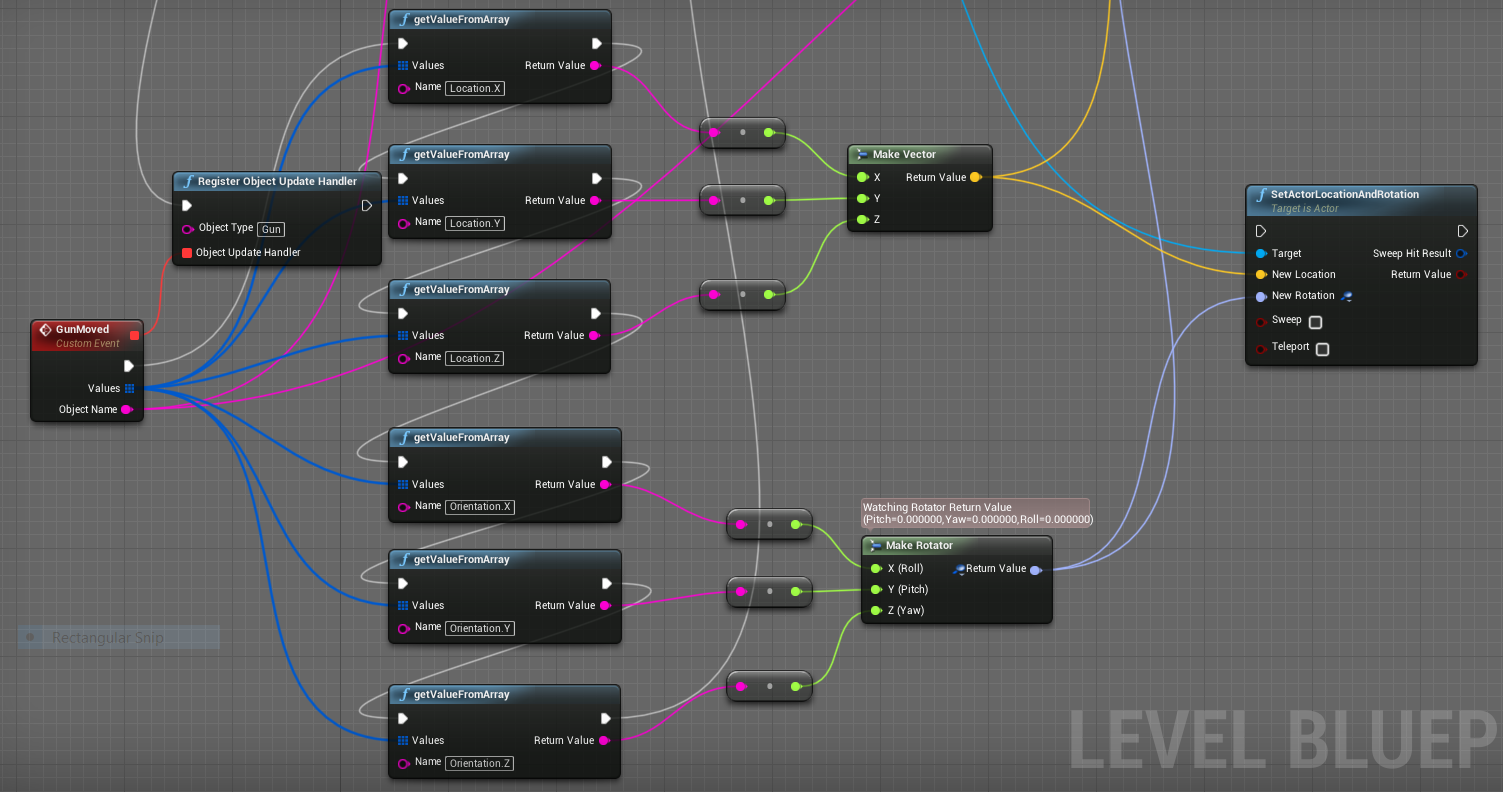 getValueFromArray
Values
Return Value
Name
Location.X
getValueFromArray
Values
Return Value
Name
Location.Y
Register Object Update Handler
Object Type
Gun
Object Update Handler
getValueFromArray
Values
Return Value
Name
Location.Z
GunMoved
Custom Event
Values
Object Name
getValueFromArray
Values
Return Value
Name
Orientation.X
getValueFromArray
Values
Return Value
Name
Orientation.Y
getValueFromArray
Values
Return Value
Name
Orientation.Z
Rectangular Snip
Make Vector
X
Return Value
Y
Z
Watching Rotator Return Value
(Pitch=0.000000,Yaw=0.000000,Roll=0.000000)
Make Rotator
X (Roll)
Return Value
Y (Pitch)
Z (Yaw)
SetActorLocationAndRotation
Target is Actor
Target
Sweep Hit Result
New Location
Return Value
New Rotation
Sweep
Teleport
LEVEL BLUEP